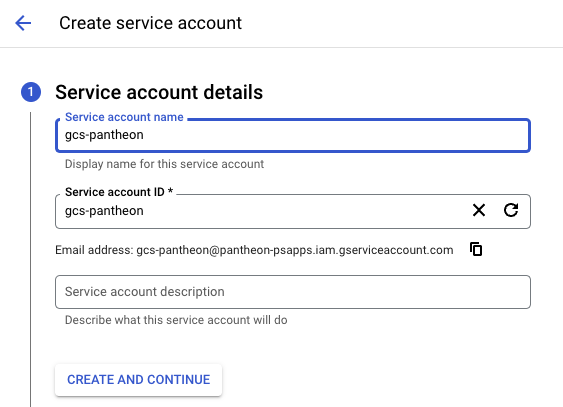 Create service account
1
Service account details
Service account name
gcs-pantheon
Display name for this service account
Service account ID *
gcs-pantheon
Email address: gcs-pantheon@pantheon-psapps.iam.gserviceaccount.com
Service account description
Describe what this service account will do
CREATE AND CONTINUE